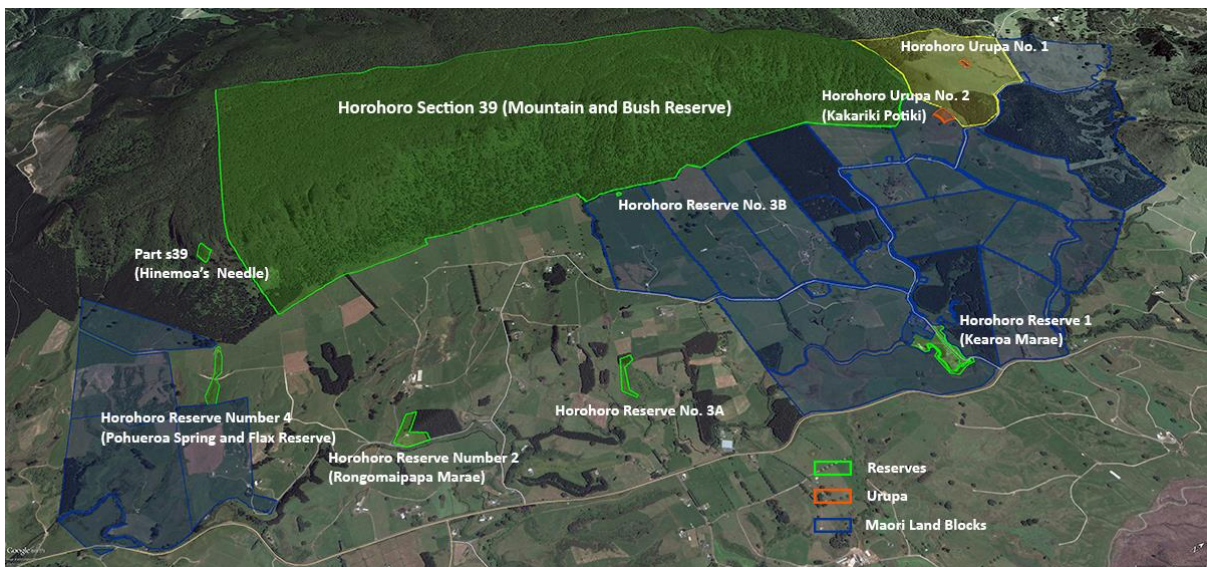 Horohoro Urupa No. 1
Horohoro Section 39 (Mountain and Bush Reserve)
Horohoro Urupa No. 2
(Kakariki Potiki)
Horohoro Reserve No. 3B
Part s39
(Hinemoa's Needle)
Horohoro Reserve 1
(Kearoa Marae)
Horohoro Reserve Number 4
(Pohueroa Spring and Flax Reserve)
Horohoro Reserve No. 3A
Horohoro Reserve Number 2
(Rongomaipapa Marae)
Reserves
Urupa
Maori Land Blocks
Google